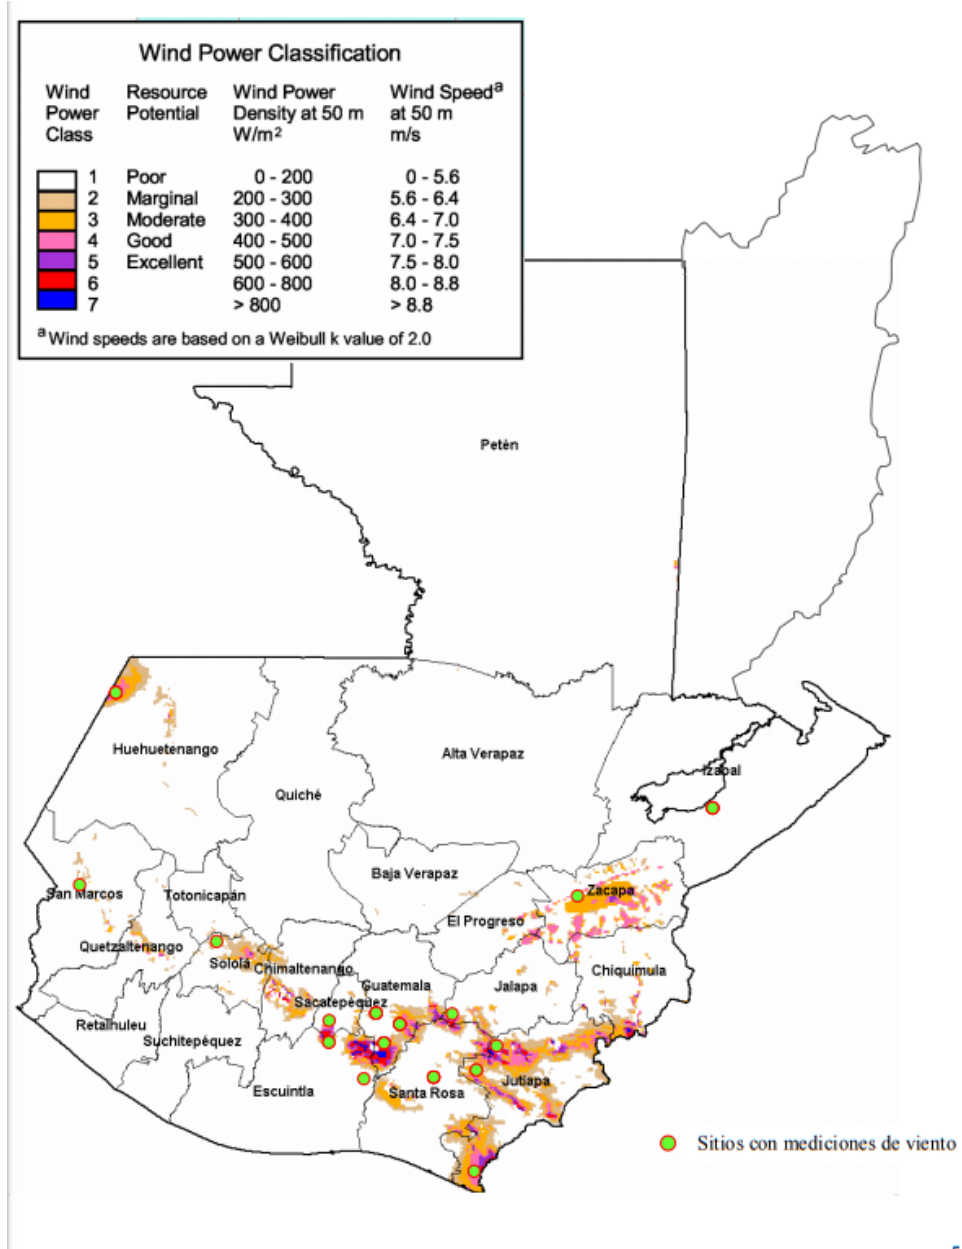 Wind Power Classification
Wind Power Class Resource Potential Wind Power Density at 50 m W/m² Wind Speedᵃ at 50 m m/s
1 Poor 0 - 200 0 - 5.6
2 Marginal 200 - 300 5.6 - 6.4
3 Moderate 300 - 400 6.4 - 7.0
4 Good 400 - 500 7.0 - 7.5
5 Excellent 500 - 600 7.5 - 8.0
6 600 - 800 8.0 - 8.8
7 > 800 > 8.8
ᵃ Wind speeds are based on a Weibull k value of 2.0
Petén
Huehuetenango
Alta Verapaz
Izabal
Quiché
Baja Verapaz
San Marcos
Totonicapán
Zacapa
El Progreso
Quetzaltenango
Sololá
Chimaltenango
Chiquimula
Guatemala
Jalapa
Sacatepéquez
Retalhuleu
Suchitepéquez
Jutiapa
Escuintla
Santa Rosa
Sitios con mediciones de viento